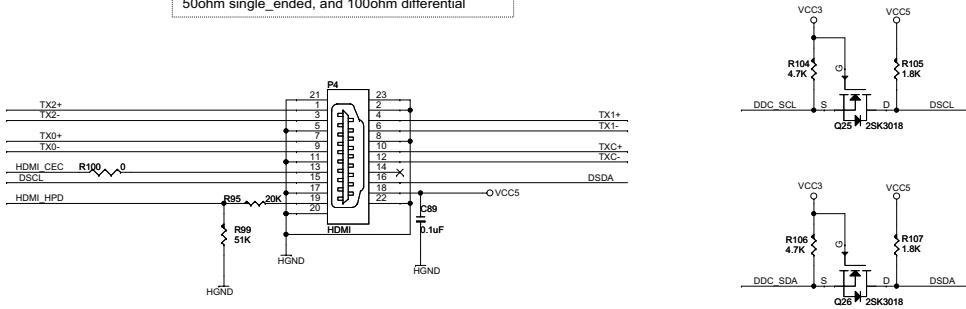 50ohm single_ended, and 100ohm differential
P4
21 23
TX2+ 1 2
TX2- 3 4 TX1+
5 6 TX1-
TX0+ 7 8
TX0- 9 10 TXC+
11 12 TXC-
HDMI_CEC R100 0 13 14
DSCL 15 16 DSDA
17 18 VCC5
HDMI_HPD R95 20K 19 22
20
R99
51K
HDMI
C89
0.1uF
HGND
HGND
HGND
VCC3 VCC5
R104
4.7K
G
R105
1.8K
DDC_SCL S D DSCL
Q25 2SK3018
VCC3 VCC5
R106
4.7K
G
R107
1.8K
DDC_SDA S D DSDA
Q26 2SK3018